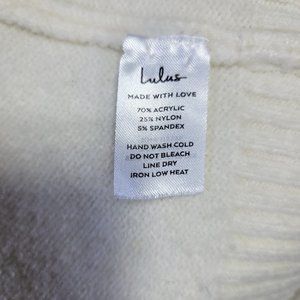 Lulus
MADE WITH LOVE
70% ACRYLIC
25% NYLON
5% SPANDEX
HAND WASH COLD
DO NOT BLEACH
LINE DRY
IRON LOW HEAT